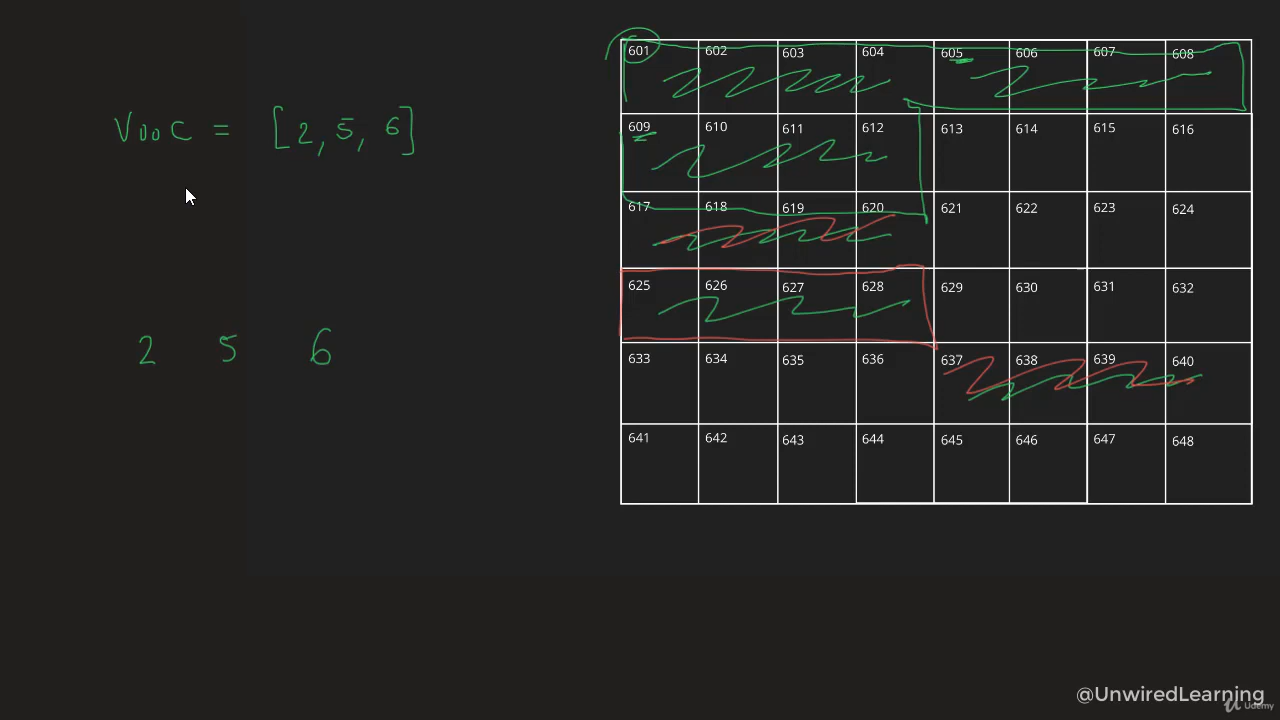 VooC = [2, 5, 6]
2 5 6
601 602 603 604 605 606 607 608
609 610 611 612 613 614 615 616
617 618 619 620 621 622 623 624
625 626 627 628 629 630 631 632
633 634 635 636 637 638 639 640
641 642 643 644 645 646 647 648
@UnwiredLearning
Udemy